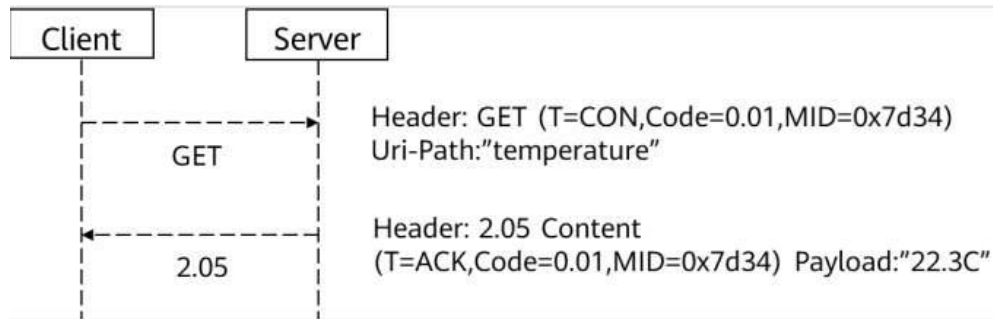 Client
Server
Header: GET (T=CON,Code=0.01,MID=0x7d34)
Uri-Path:”temperature”
GET
Header: 2.05 Content
(T=ACK,Code=0.01,MID=0x7d34) Payload:”22.3C”
2.05